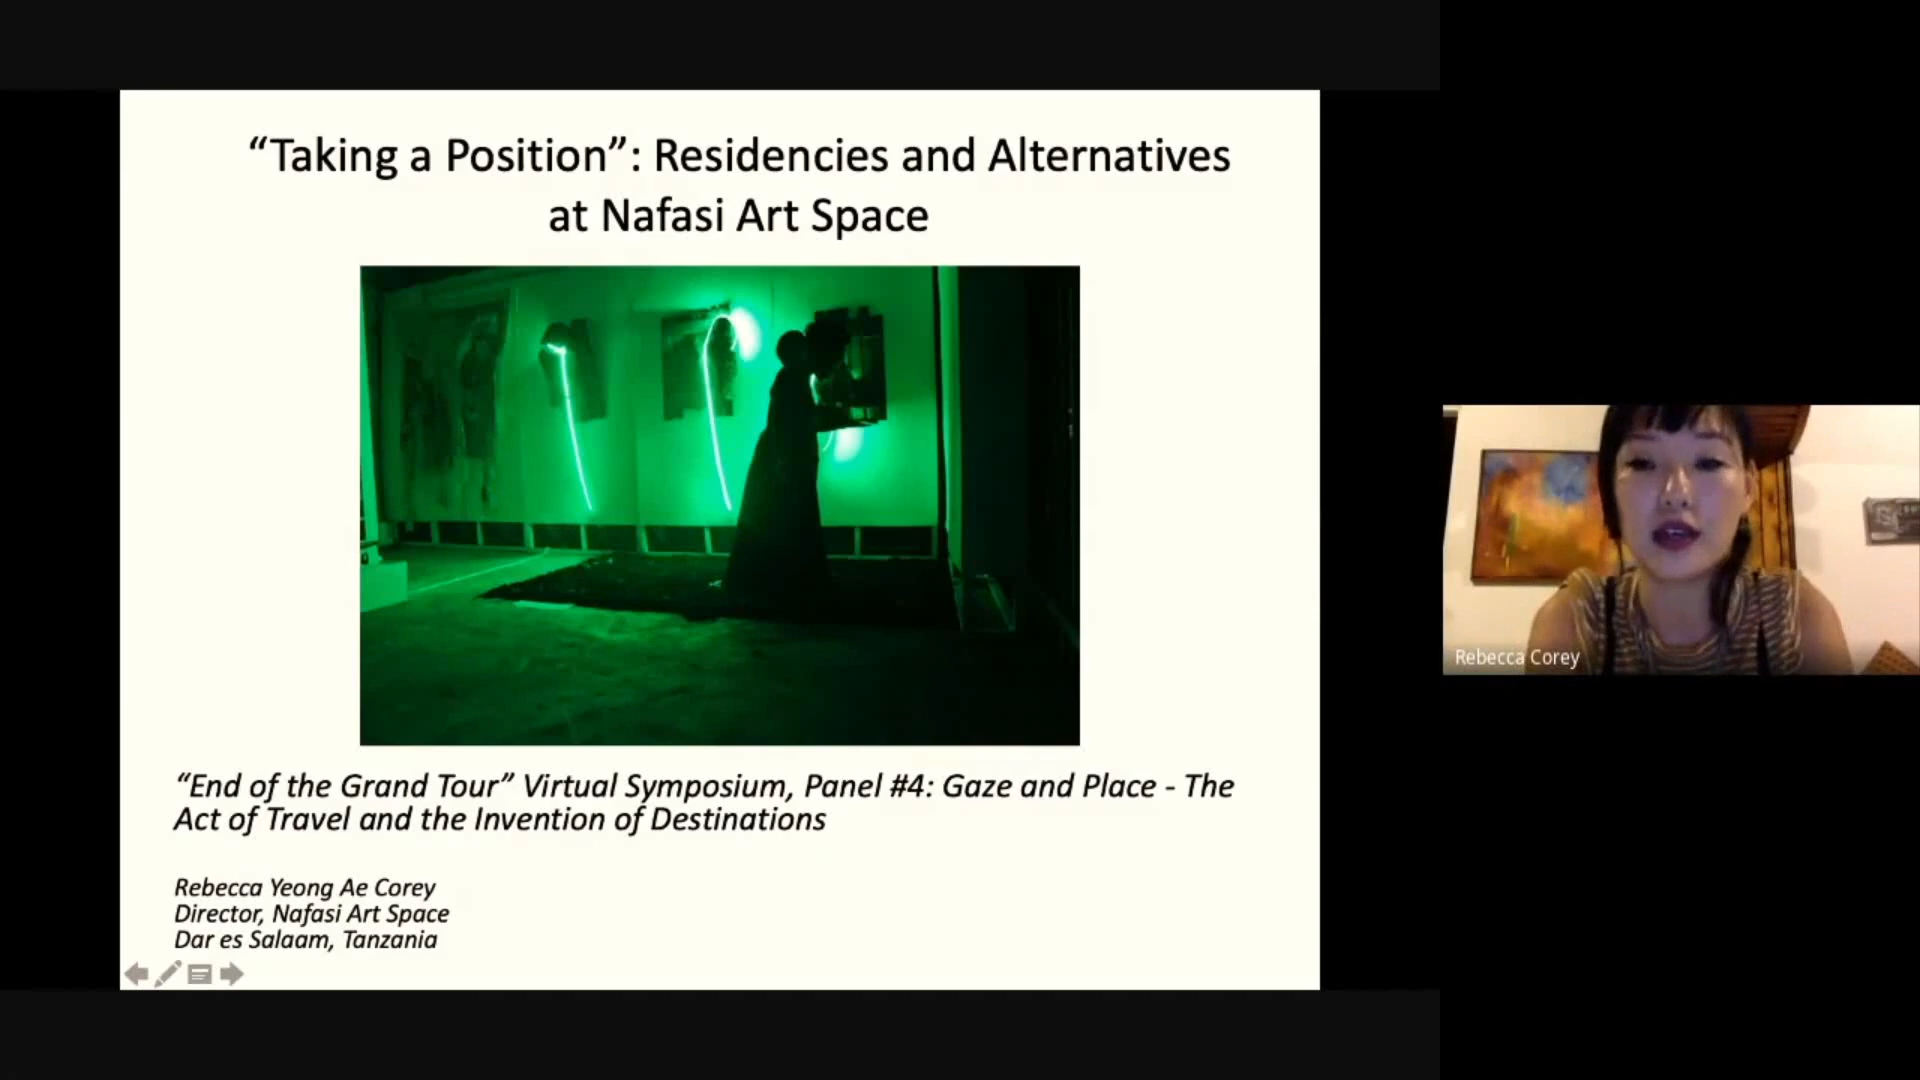 “Taking a Position”: Residencies and Alternatives
at Nafasi Art Space
“End of the Grand Tour” Virtual Symposium, Panel #4: Gaze and Place - The
Act of Travel and the Invention of Destinations
Rebecca Yeong Ae Corey
Director, Nafasi Art Space
Dar es Salaam, Tanzania
Rebecca Corey